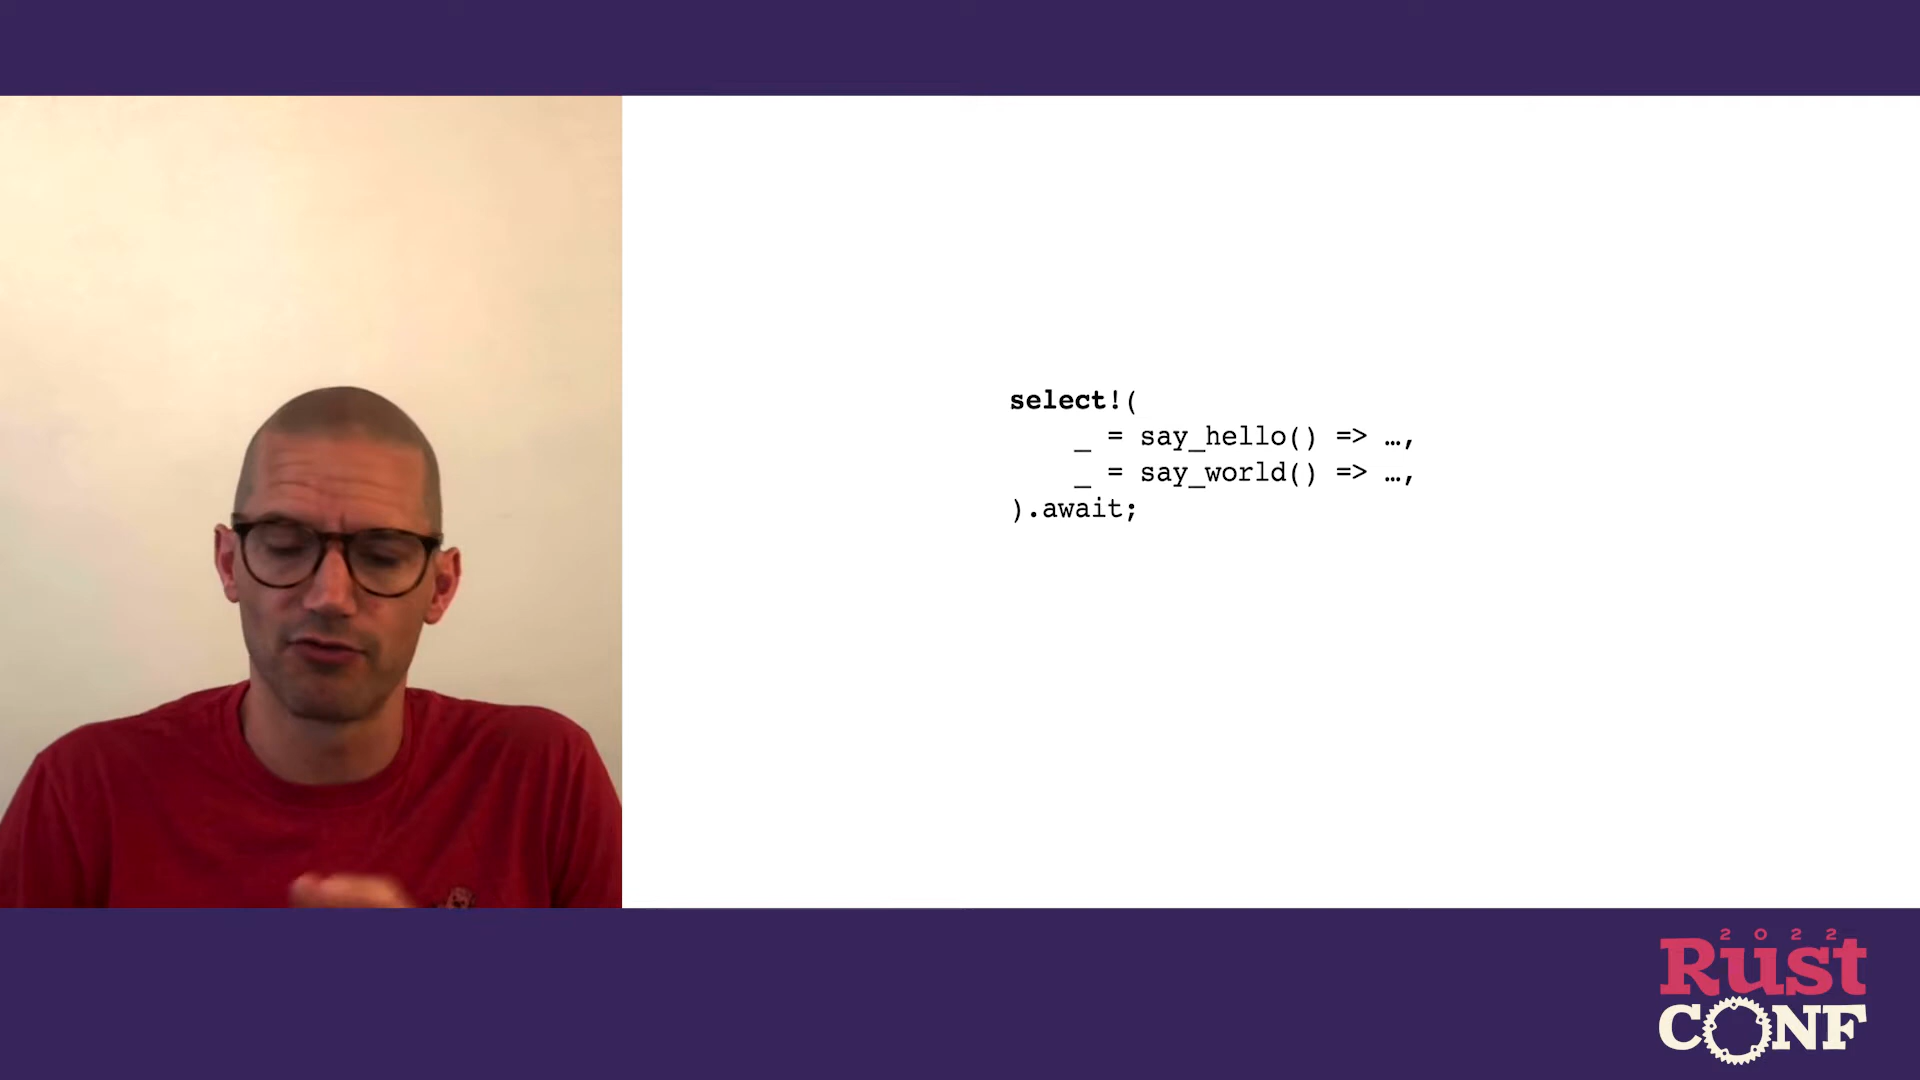 select!(
    _ = say_hello() => …,
    _ = say_world() => …,
).await;
2022
Rust
CONF